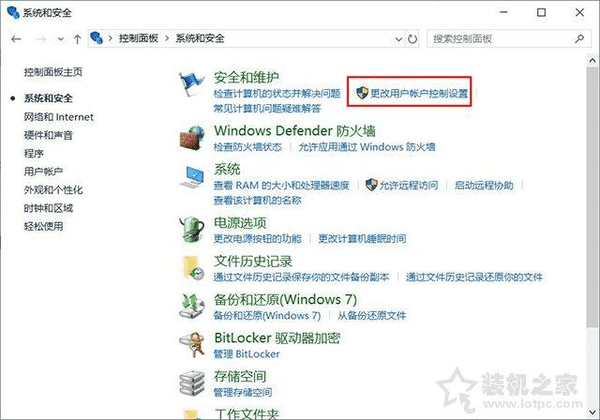 系统和安全
控制面板 系统和安全
搜索控制面板
控制面板主页
系统和安全
网络和 Internet
硬件和声音
程序
用户帐户
外观和个性化
时钟和区域
轻松使用
安全和维护
检查计算机的状态并解决问题 更改用户帐户控制设置
常见计算机问题疑难解答
Windows Defender 防火墙
检查防火墙状态 允许应用通过 Windows 防火墙
系统
查看 RAM 的大小和处理器速度 允许远程访问 启动远程协助
查看该计算机的名称
电源选项
更改电源按钮的功能 更改计算机睡眠时间
文件历史记录
通过文件历史记录保存你的文件备份副本 通过文件历史记录还原你的文件
备份和还原(Windows 7)
备份和还原(Windows 7) 从备份还原文件
BitLocker 驱动器加密
管理 BitLocker
存储空间
管理存储空间
工作文件夹
装机之家
www.lotpc.com